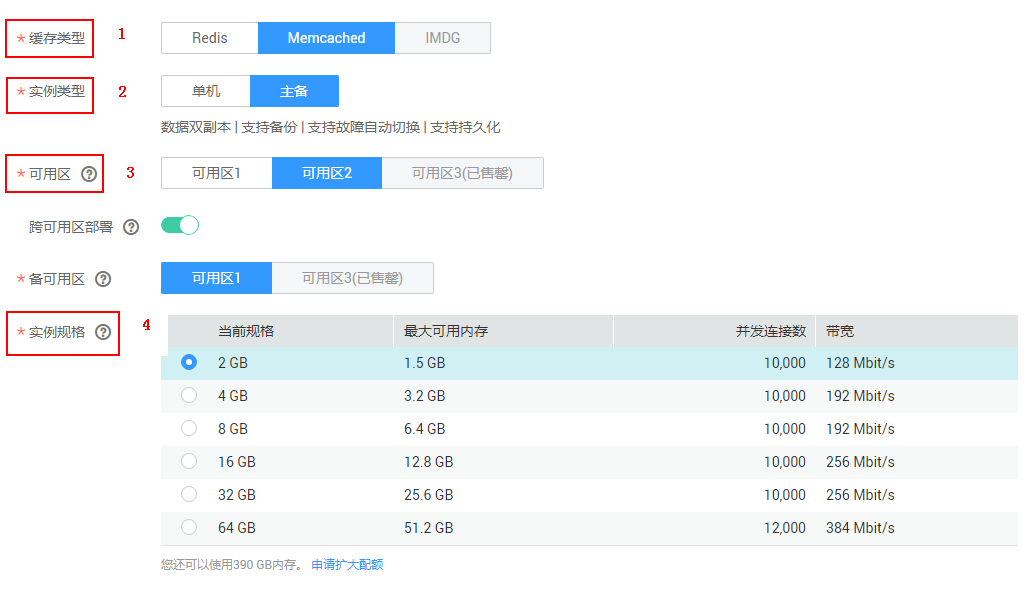 * 缓存类型 1 Redis Memcached IMDG
* 实例类型 2 单机 主备
数据双副本 | 支持备份 | 支持故障自动切换 | 支持持久化
* 可用区 ? 3 可用区1 可用区2 可用区3(已售罄)
跨可用区部署 ?
* 备可用区 ? 可用区1 可用区3(已售罄)
* 实例规格 ? 4
当前规格 最大可用内存 并发连接数 带宽
2 GB 1.5 GB 10,000 128 Mbit/s
4 GB 3.2 GB 10,000 192 Mbit/s
8 GB 6.4 GB 10,000 192 Mbit/s
16 GB 12.8 GB 10,000 256 Mbit/s
32 GB 25.6 GB 10,000 256 Mbit/s
64 GB 51.2 GB 12,000 384 Mbit/s
您还可以使用390 GB内存。 申请扩大配额